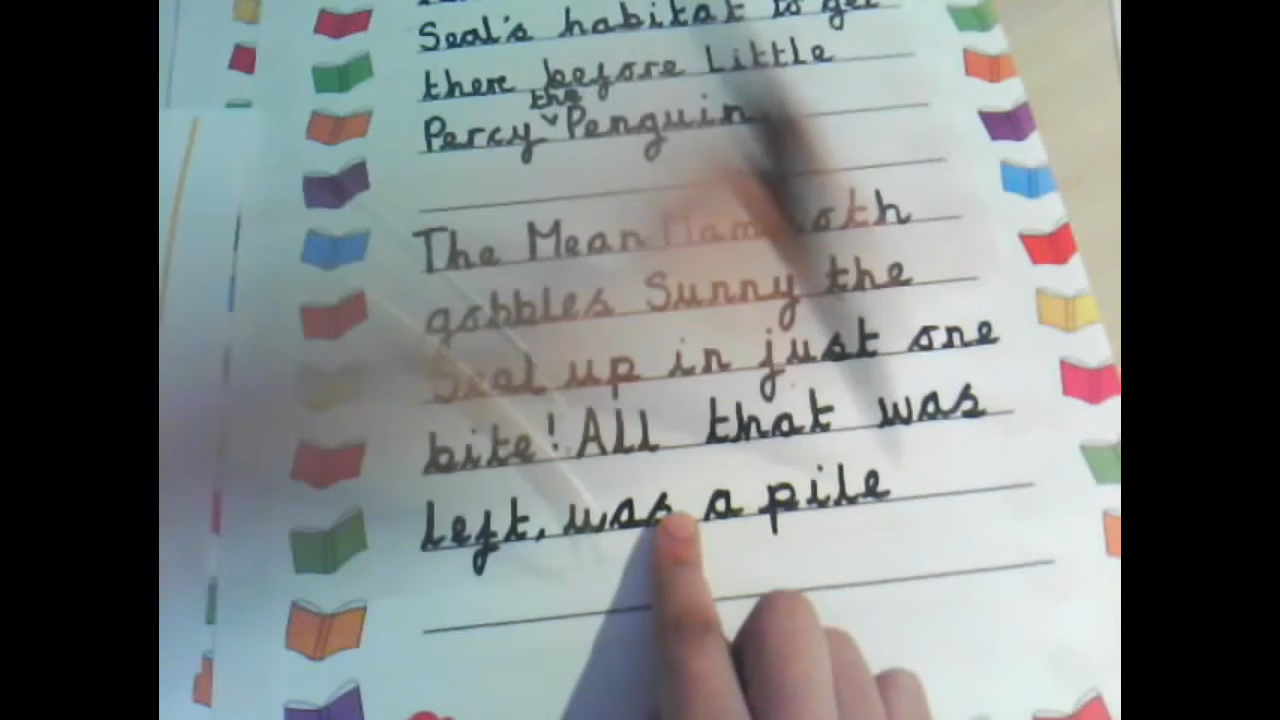 Seal's habitat to get
there before Little
the
Percy Penguin
The Mean Mammoth
gobbles Sunny the
Seal up in just one
bite! All that was
left, was a pile